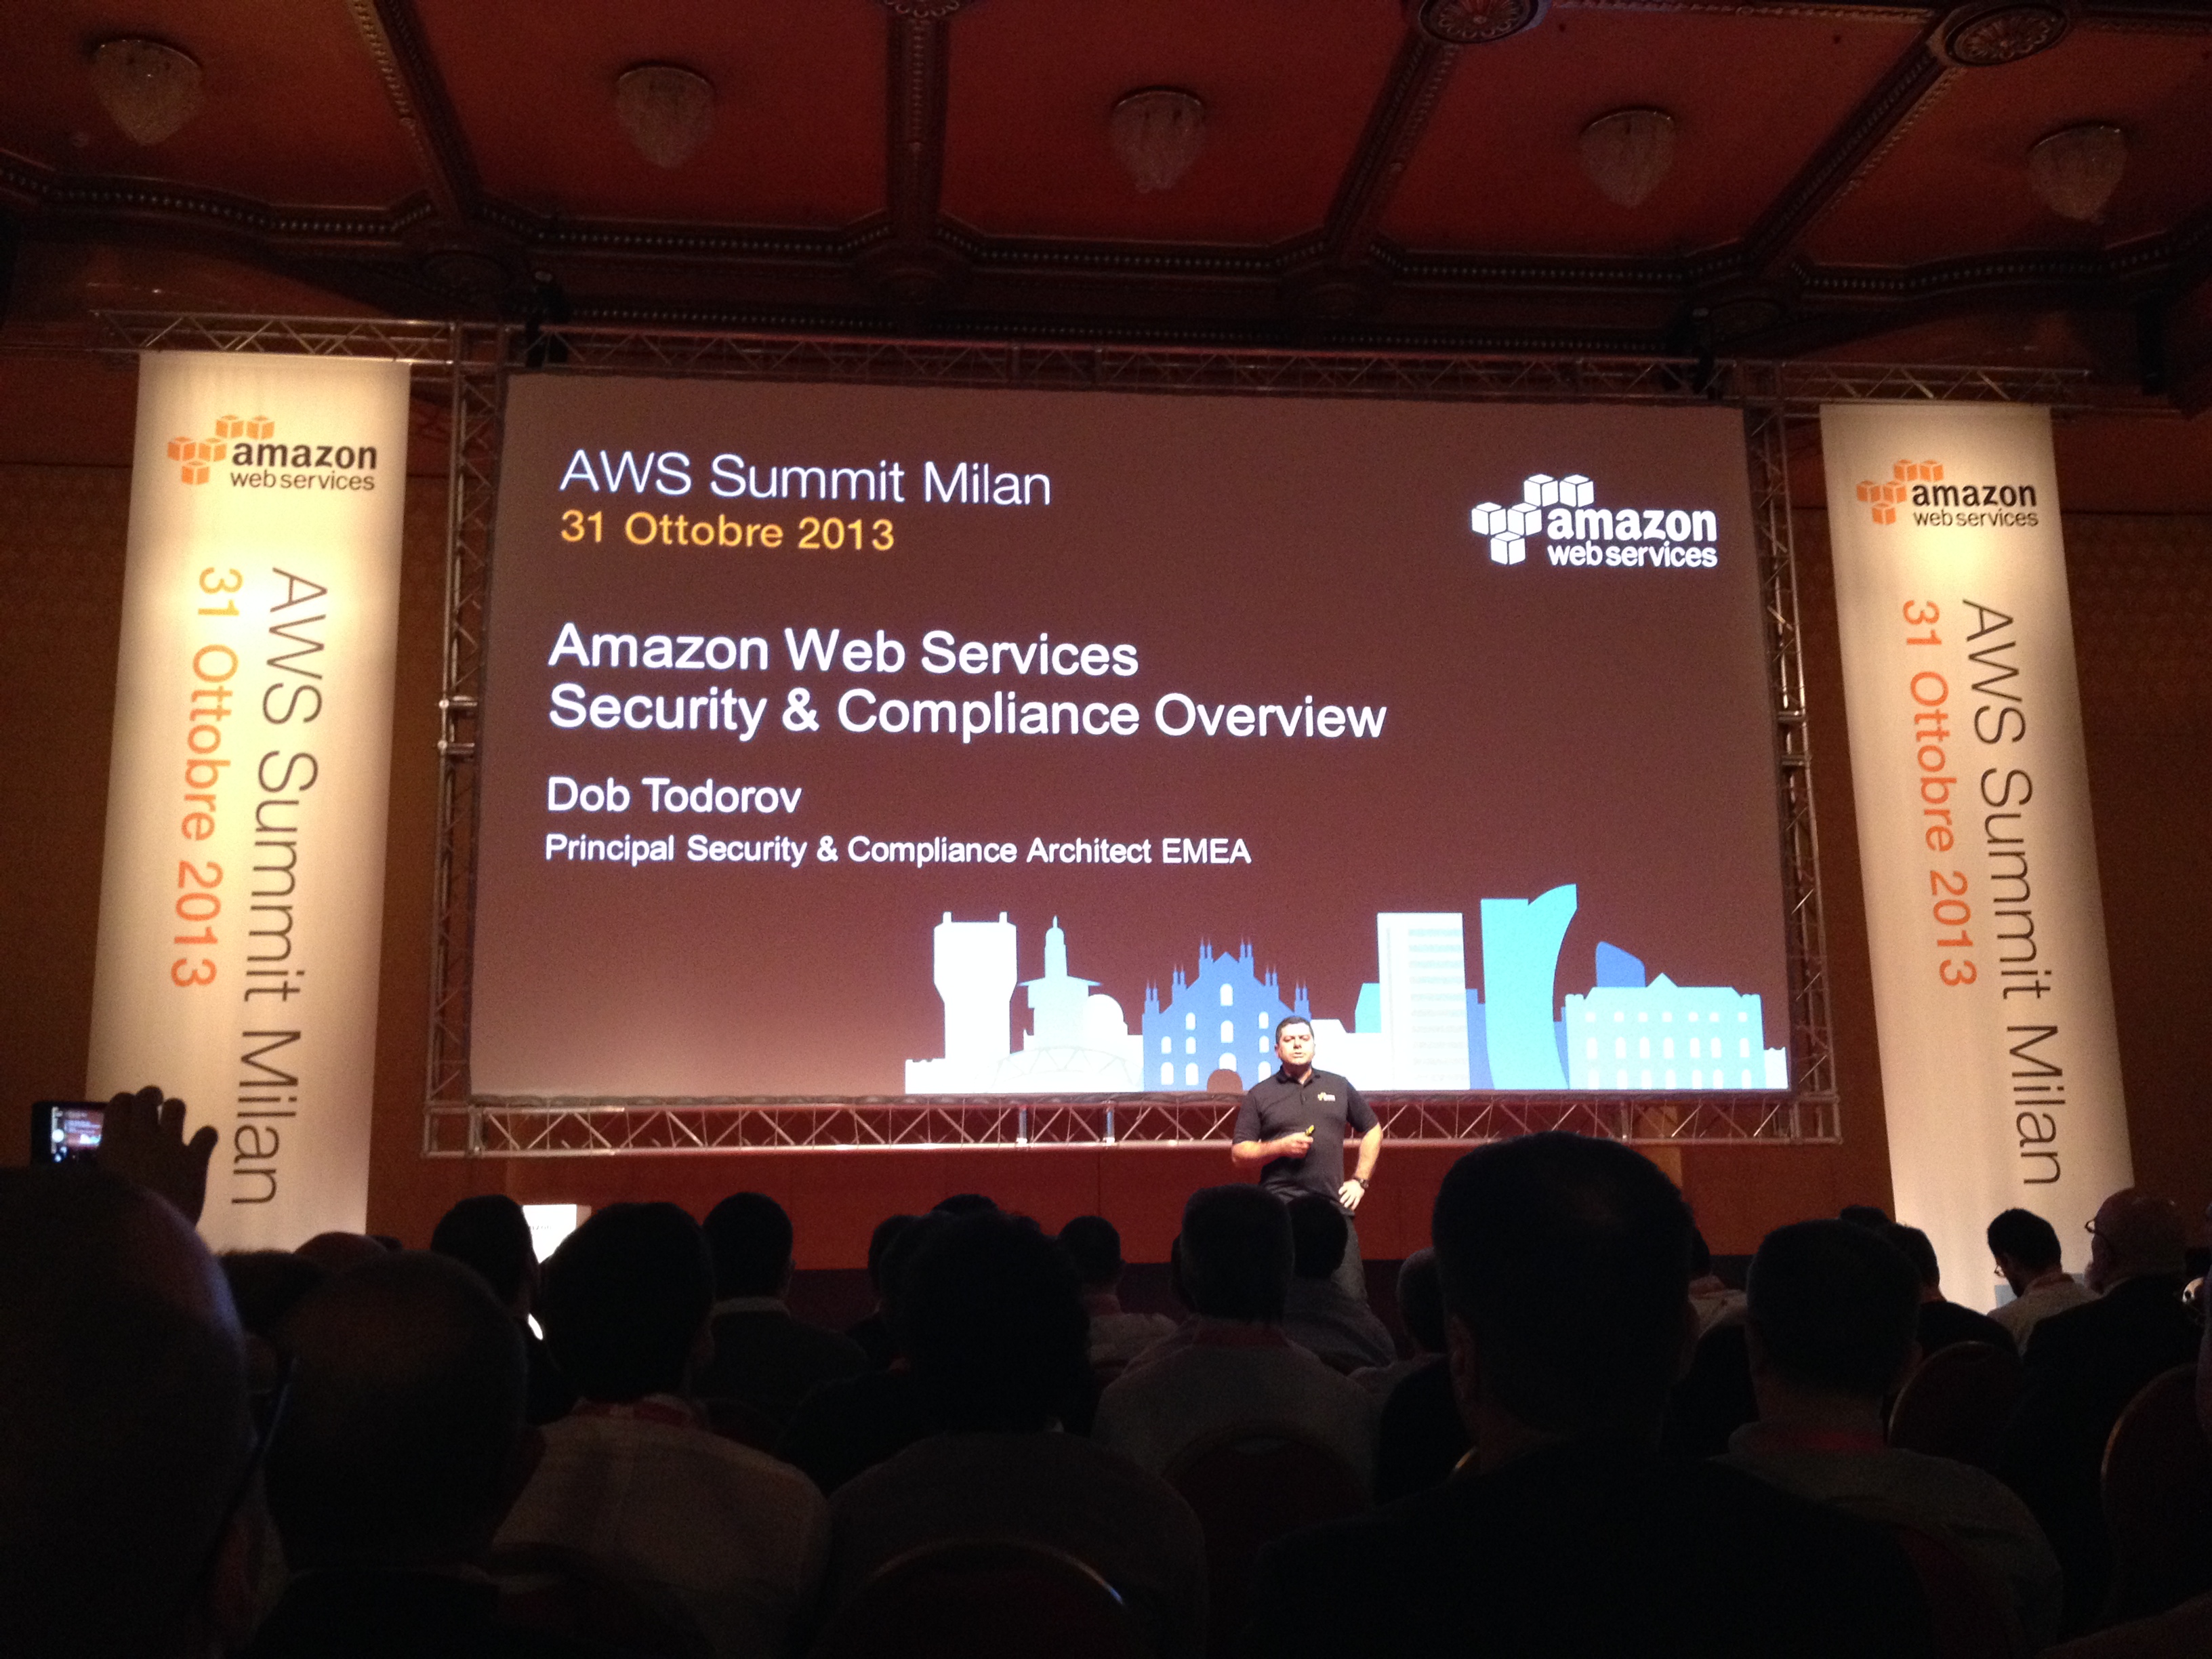 amazon
web services
AWS Summit Milan
31 Ottobre 2013
AWS Summit Milan
31 Ottobre 2013
amazon
web services
Amazon Web Services
Security & Compliance Overview
Dob Todorov
Principal Security & Compliance Architect EMEA
amazon
web services
AWS Summit Milan
31 Ottobre 2013